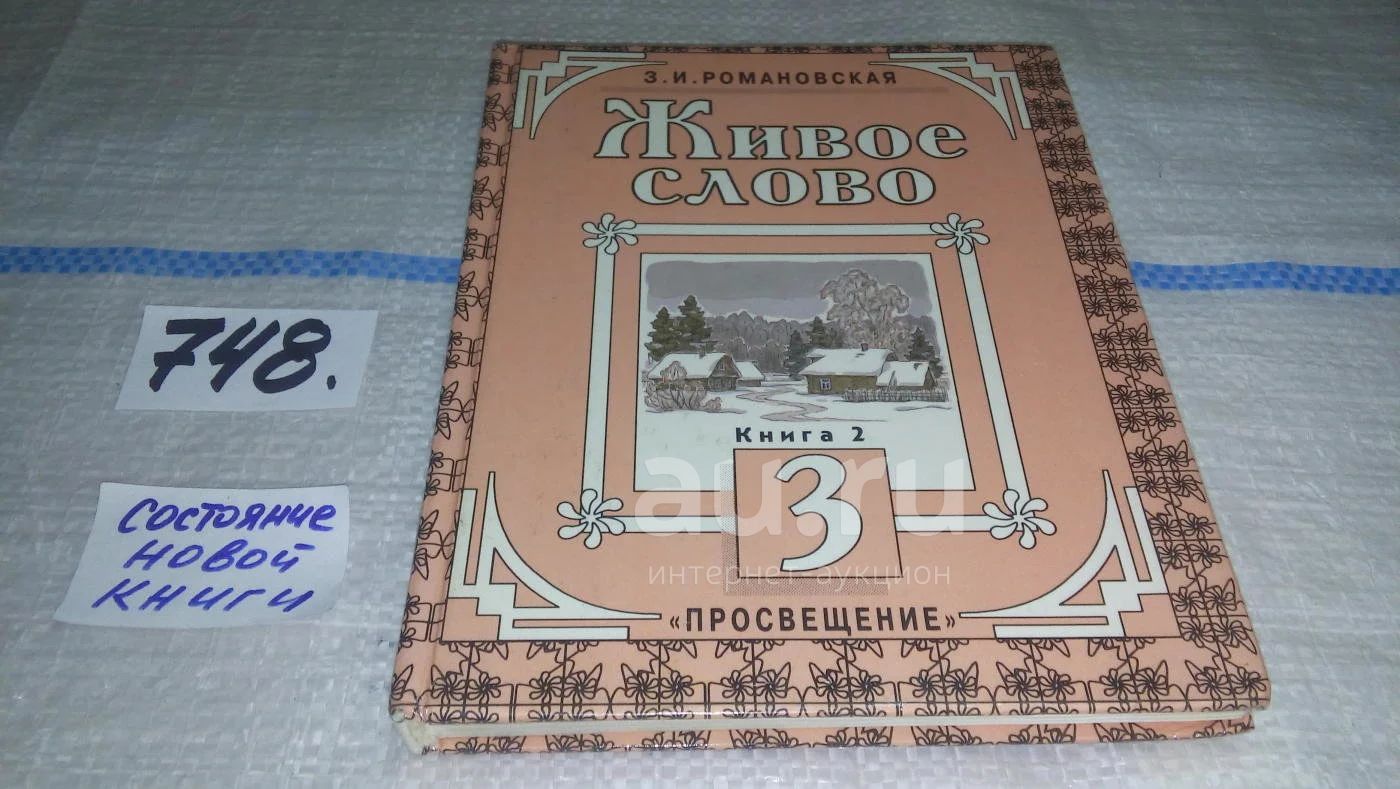 З.И.РОМАНОВСКАЯ
Живое
слово
Книга 2
3
«ПРОСВЕЩЕНИЕ»
748.
состояние
новой
книги
au.ru
интернет-аукцион